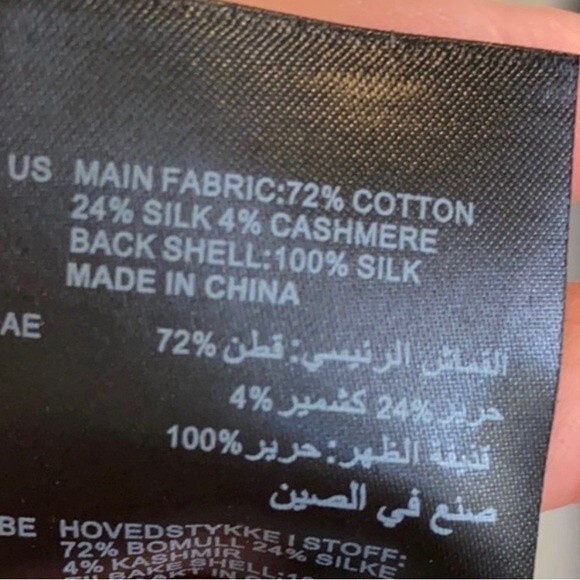 US MAIN FABRIC:72% COTTON
24% SILK 4% CASHMERE
BACK SHELL:100% SILK
MADE IN CHINA
AE القماش الرئيسي: قطن 72%
حرير 24% كشمير 4%
الظهر: حرير 100%
صنع في الصين
BE HOVEDSTYKKE I STOFF:
72% BOMULL 24% SILKE
4% KASHMIR